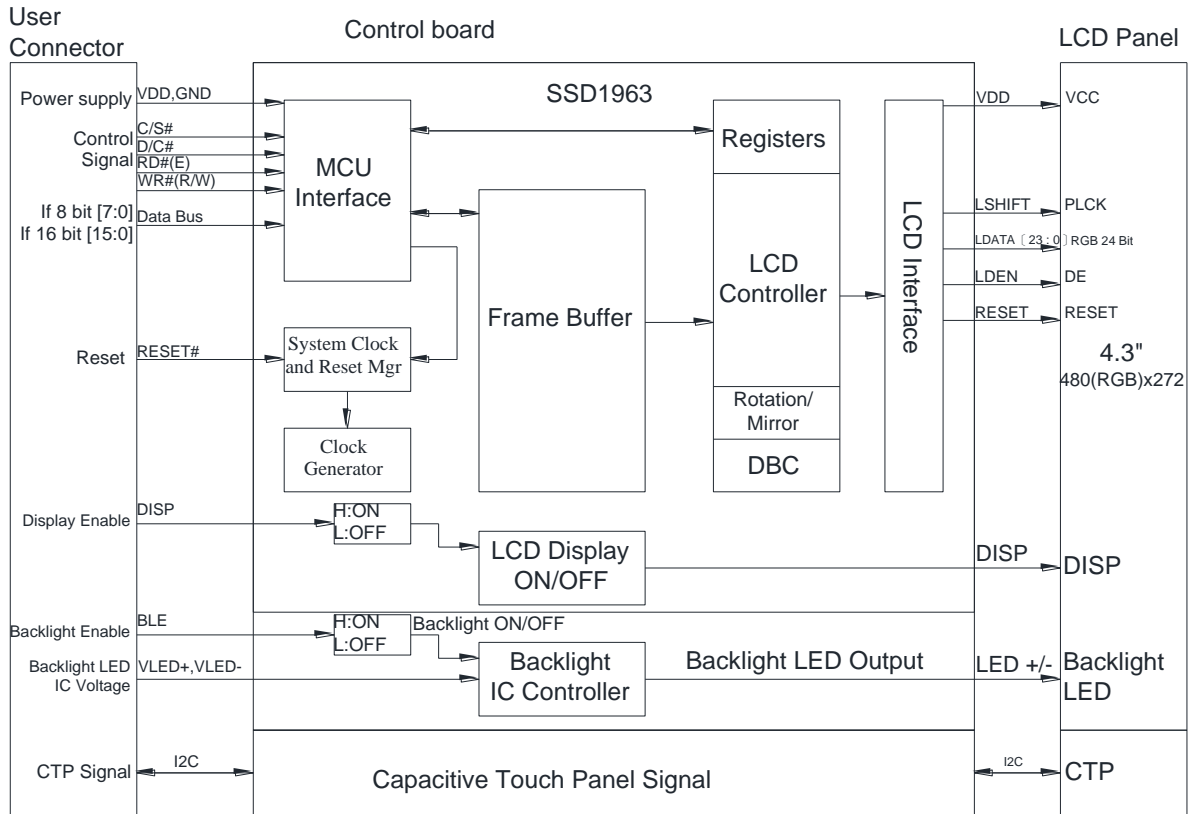 User
Connector
Control board
LCD Panel
Power supply
VDD,GND
Control
Signal
C/S#
D/C#
RD#(E)
WR#(R/W)
If 8 bit [7:0]
If 16 bit [15:0]
Data Bus
Reset
RESET#
Display Enable
DISP
Backlight Enable
BLE
Backlight LED
IC Voltage
VLED+,VLED-
CTP Signal
I2C
SSD1963
MCU
Interface
System Clock
and Reset Mgr
Clock
Generator
Frame Buffer
Registers
LCD
Controller
Rotation/
Mirror
DBC
LCD Interface
H:ON
L:OFF
LCD Display
ON/OFF
H:ON
L:OFF
Backlight ON/OFF
Backlight
IC Controller
Backlight LED Output
Capacitive Touch Panel Signal
VDD
VCC
LSHIFT
PLCK
LDATA〔23:0〕RGB 24 Bit
LDEN
DE
RESET
RESET
4.3"
480(RGB)x272
DISP
DISP
LED +/-
Backlight
LED
I2C
CTP